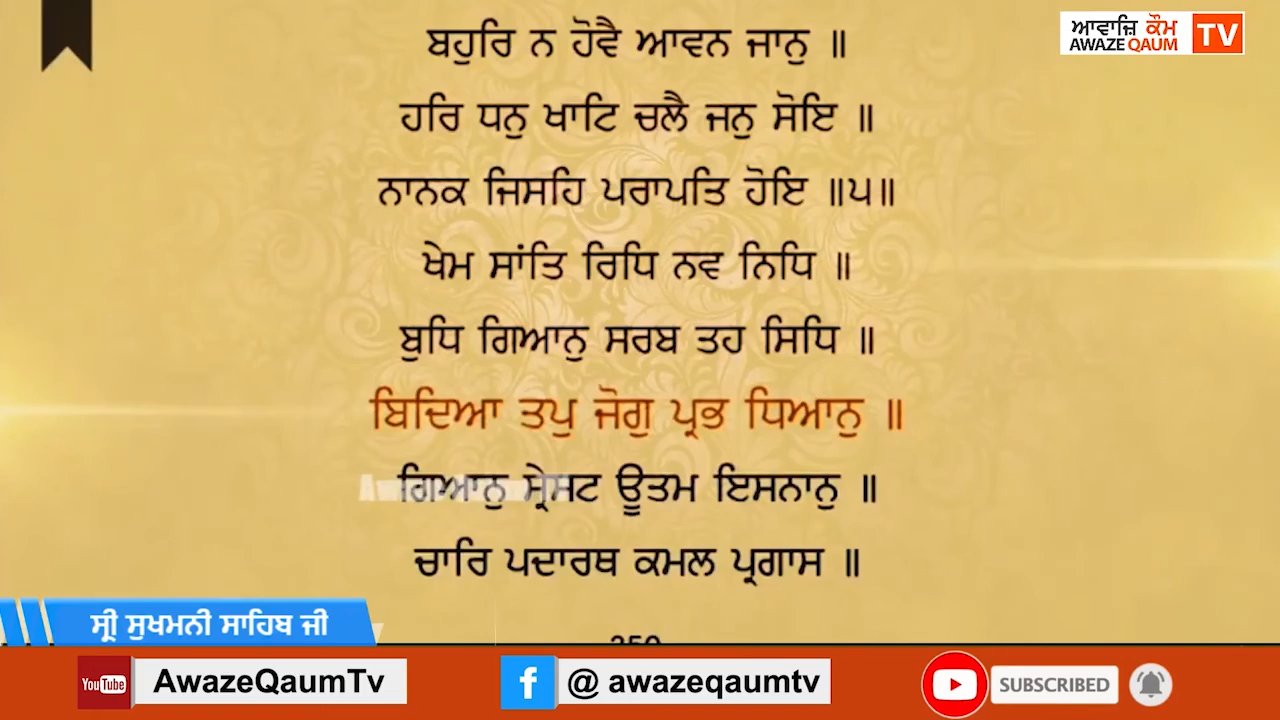 ਬਹੁਰਿ ਨ ਹੋਵੈ ਆਵਨ ਜਾਨੁ ॥
ਆਵਾਜ਼ਿ ਕੌਮ
AWAZE QAUM
TV
ਹਰਿ ਧਨੁ ਖਾਟਿ ਚਲੈ ਜਨੁ ਸੋਇ ॥
ਨਾਨਕ ਜਿਸਹਿ ਪਰਾਪਤਿ ਹੋਇ ॥੫॥
ਖੇਮ ਸਾਂਤਿ ਰਿਧਿ ਨਵ ਨਿਧਿ ॥
ਬੁਧਿ ਗਿਆਨੁ ਸਰਬ ਤਹ ਸਿਧਿ ॥
ਬਿਦਿਆ ਤਪੁ ਜੋਗੁ ਪ੍ਰਭ ਧਿਆਨੁ ॥
ਗਿਆਨੁ ਸ੍ਰੇਸਟ ਊਤਮ ਇਸਨਾਨੁ ॥
ਚਾਰਿ ਪਦਾਰਥ ਕਮਲ ਪ੍ਰਗਾਸ ॥
ਸ੍ਰੀ ਸੁਖਮਨੀ ਸਾਹਿਬ ਜੀ
YouTube AwazeQaumTv
f @ awazeqaumtv
SUBSCRIBED